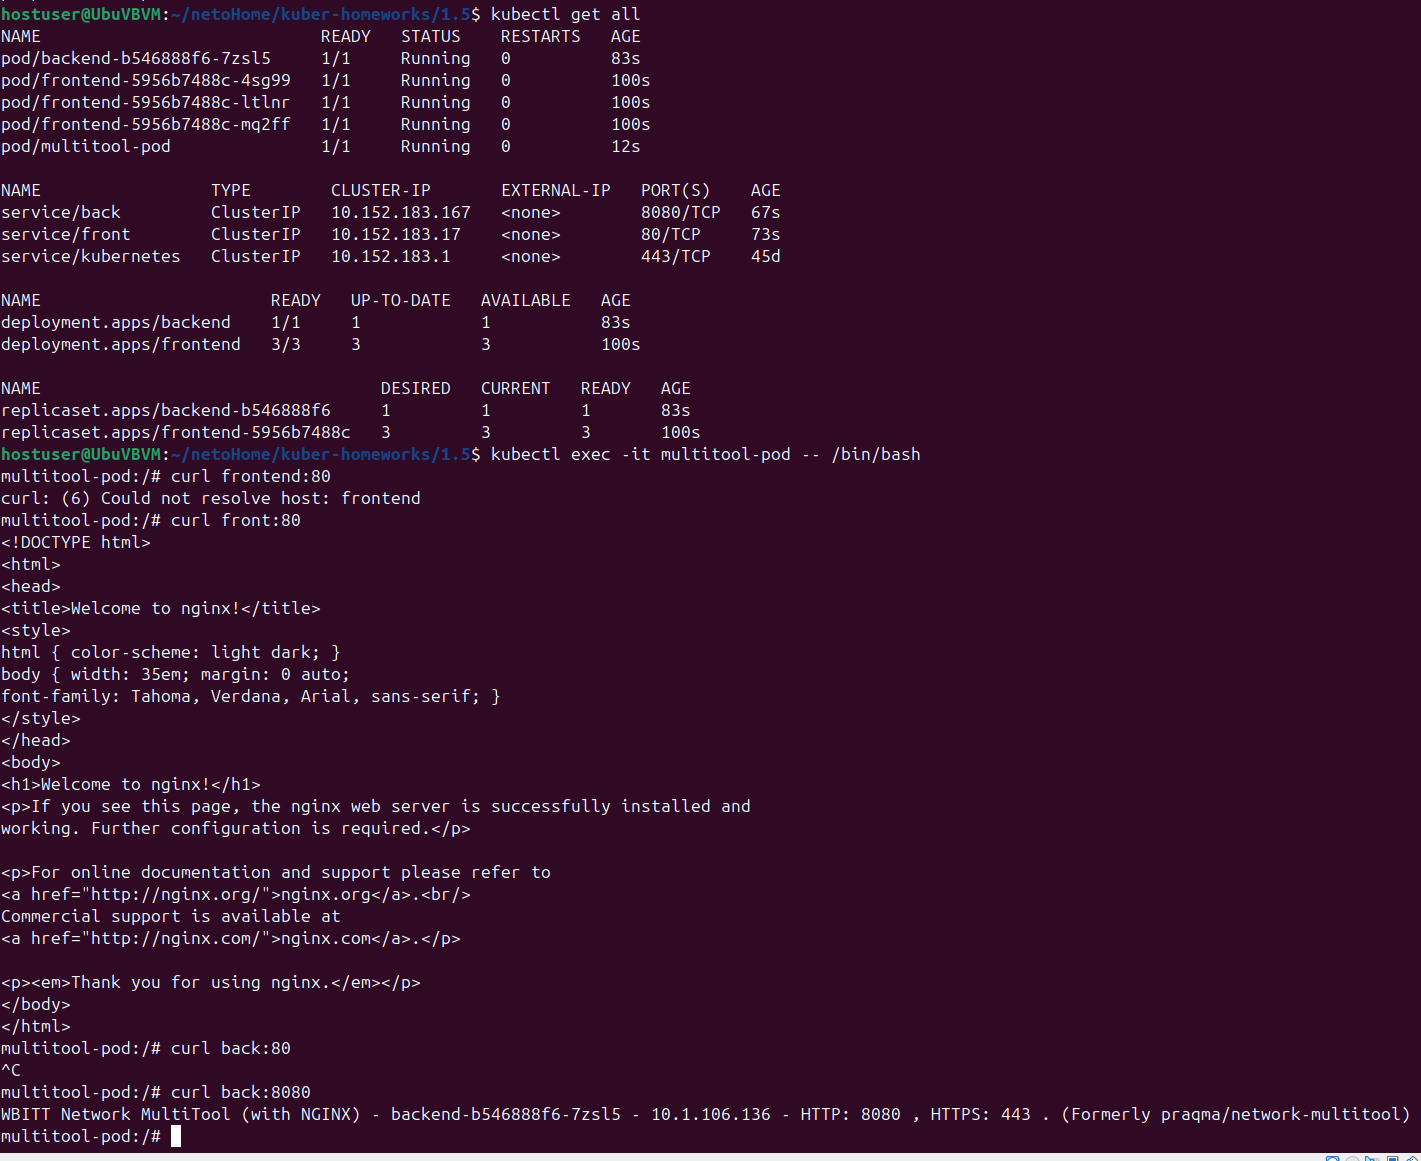 hostuser@UbuVBVM:~/netoHome/kuber-homeworks/1.5$ kubectl get all
NAME                            READY   STATUS    RESTARTS   AGE
pod/backend-b546888f6-7zsl5     1/1     Running   0          83s
pod/frontend-5956b7488c-4sg99   1/1     Running   0          100s
pod/frontend-5956b7488c-ltlnr   1/1     Running   0          100s
pod/frontend-5956b7488c-mq2ff   1/1     Running   0          100s
pod/multitool-pod               1/1     Running   0          12s
NAME                 TYPE        CLUSTER-IP       EXTERNAL-IP   PORT(S)    AGE
service/back         ClusterIP   10.152.183.167   <none>        8080/TCP   67s
service/front        ClusterIP   10.152.183.17    <none>        80/TCP     73s
service/kubernetes   ClusterIP   10.152.183.1     <none>        443/TCP    45d
NAME                       READY   UP-TO-DATE   AVAILABLE   AGE
deployment.apps/backend    1/1     1            1           83s
deployment.apps/frontend   3/3     3            3           100s
NAME                                  DESIRED   CURRENT   READY   AGE
replicaset.apps/backend-b546888f6     1         1         1       83s
replicaset.apps/frontend-5956b7488c   3         3         3       100s
hostuser@UbuVBVM:~/netoHome/kuber-homeworks/1.5$ kubectl exec -it multitool-pod -- /bin/bash
multitool-pod:/# curl frontend:80
curl: (6) Could not resolve host: frontend
multitool-pod:/# curl front:80
<!DOCTYPE html>
<html>
<head>
<title>Welcome to nginx!</title>
<style>
html { color-scheme: light dark; }
body { width: 35em; margin: 0 auto;
font-family: Tahoma, Verdana, Arial, sans-serif; }
</style>
</head>
<body>
<h1>Welcome to nginx!</h1>
<p>If you see this page, the nginx web server is successfully installed and
working. Further configuration is required.</p>
<p>For online documentation and support please refer to
<a href="http://nginx.org/">nginx.org</a>.<br/>
Commercial support is available at
<a href="http://nginx.com/">nginx.com</a>.</p>
<p><em>Thank you for using nginx.</em></p>
</body>
</html>
multitool-pod:/# curl back:80
^C
multitool-pod:/# curl back:8080
WBITT Network MultiTool (with NGINX) - backend-b546888f6-7zsl5 - 10.1.106.136 - HTTP: 8080 , HTTPS: 443 . (Formerly praqma/network-multitool)
multitool-pod:/#